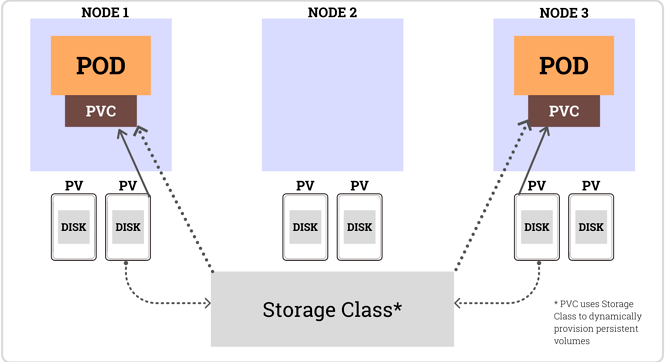 NODE 1
NODE 2
NODE 3
POD
POD
PVC
PVC
PV
PV
PV
PV
PV
PV
DISK
DISK
DISK
DISK
DISK
DISK
Storage Class*
* PVC uses Storage
Class to dynamically
provision persistent
volumes